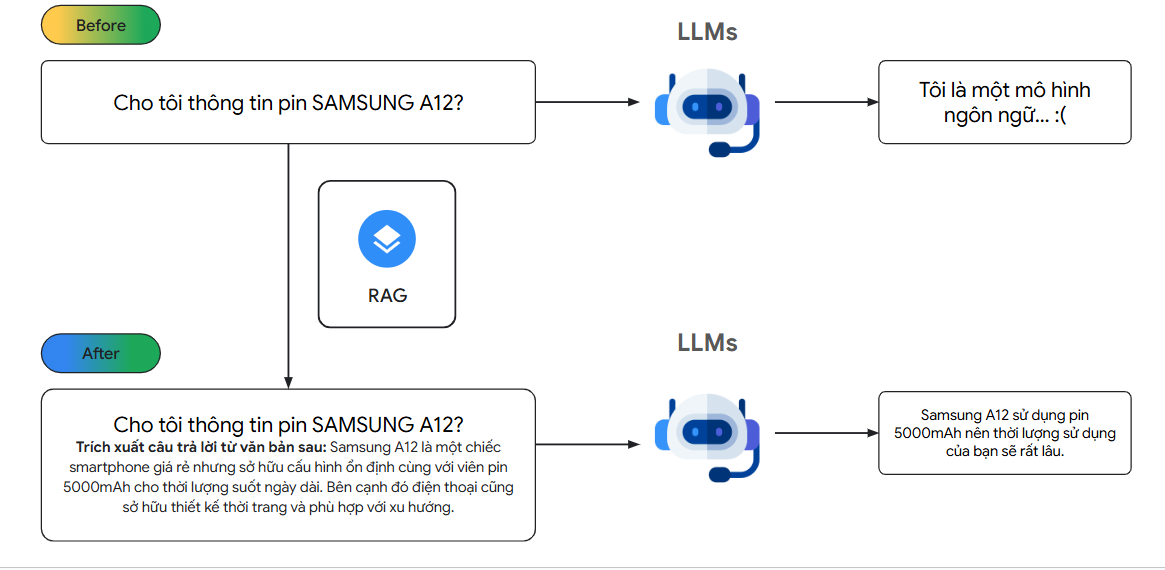 Before
LLMs
Cho tôi thông tin pin SAMSUNG A12?
Tôi là một mô hình
ngôn ngữ... :(
RAG
After
LLMs
Cho tôi thông tin pin SAMSUNG A12?
Trích xuất câu trả lời từ văn bản sau: Samsung A12 là một chiếc
smartphone giá rẻ nhưng sở hữu cấu hình ổn định cùng với viên pin
5000mAh cho thời lượng suốt ngày dài. Bên cạnh đó điện thoại cũng
sở hữu thiết kế thời trang và phù hợp với xu hướng.
Samsung A12 sử dụng pin
5000mAh nên thời lượng sử dụng
của bạn sẽ rất lâu.